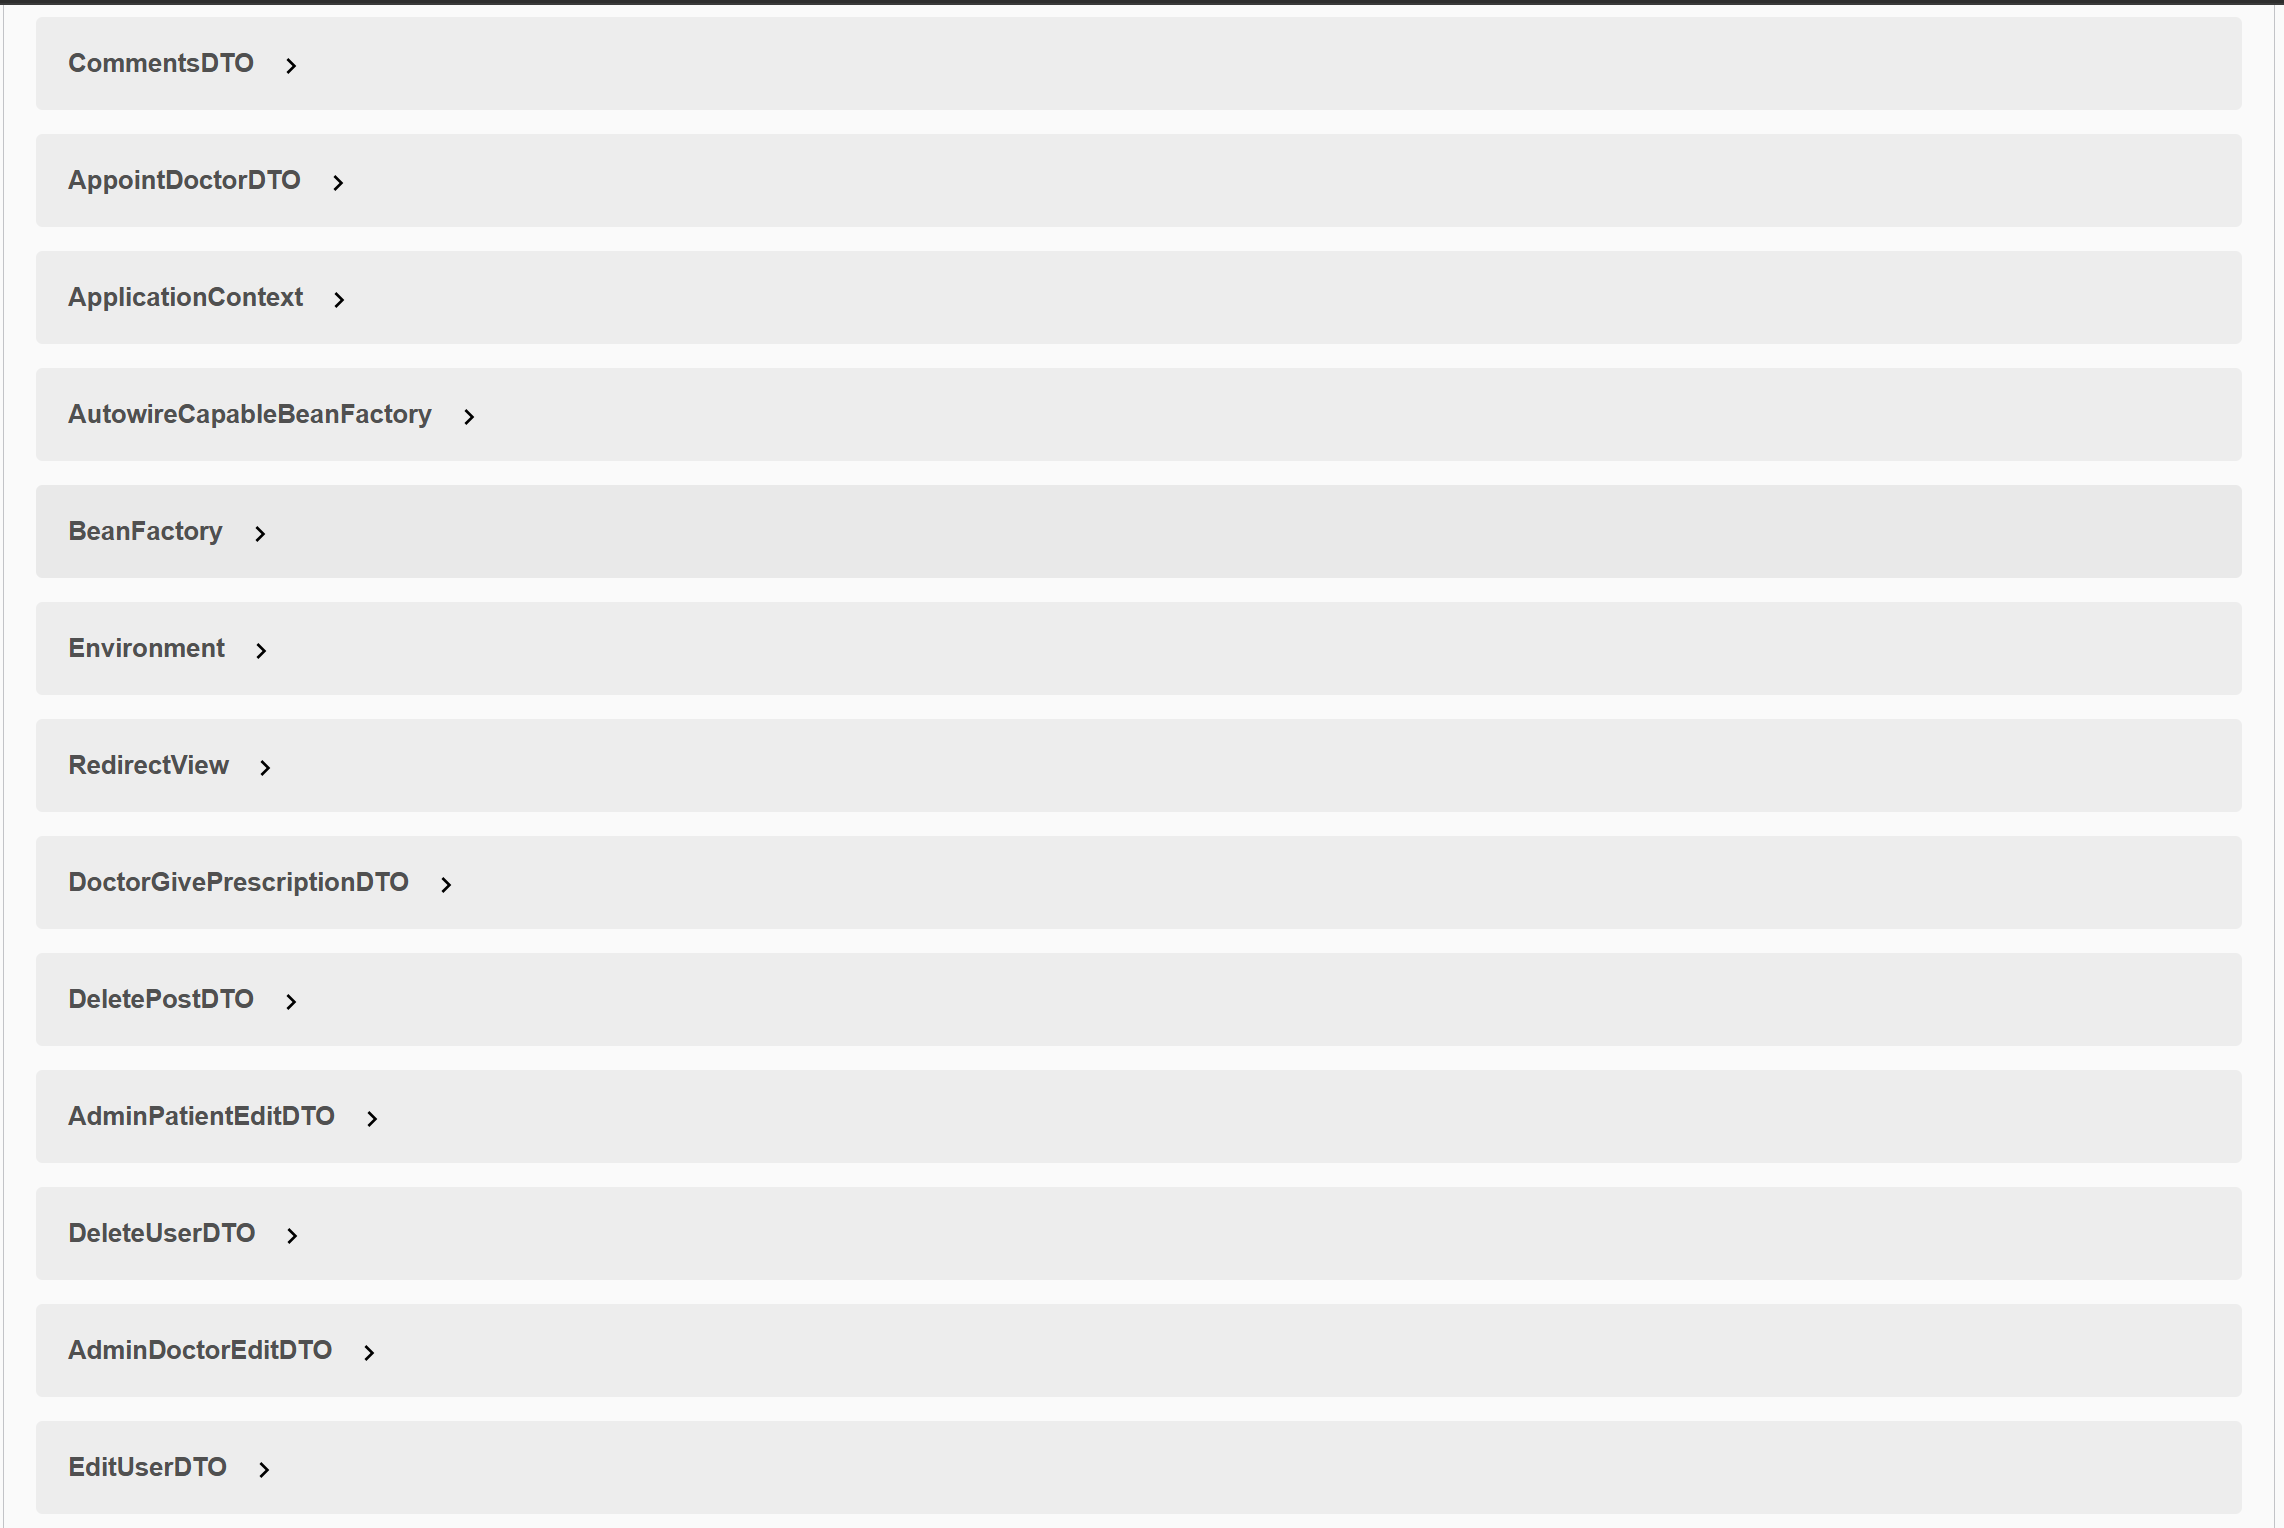 CommentsDTO
AppointDoctorDTO
ApplicationContext
AutowireCapableBeanFactory
BeanFactory
Environment
RedirectView
DoctorGivePrescriptionDTO
DeletePostDTO
AdminPatientEditDTO
DeleteUserDTO
AdminDoctorEditDTO
EditUserDTO